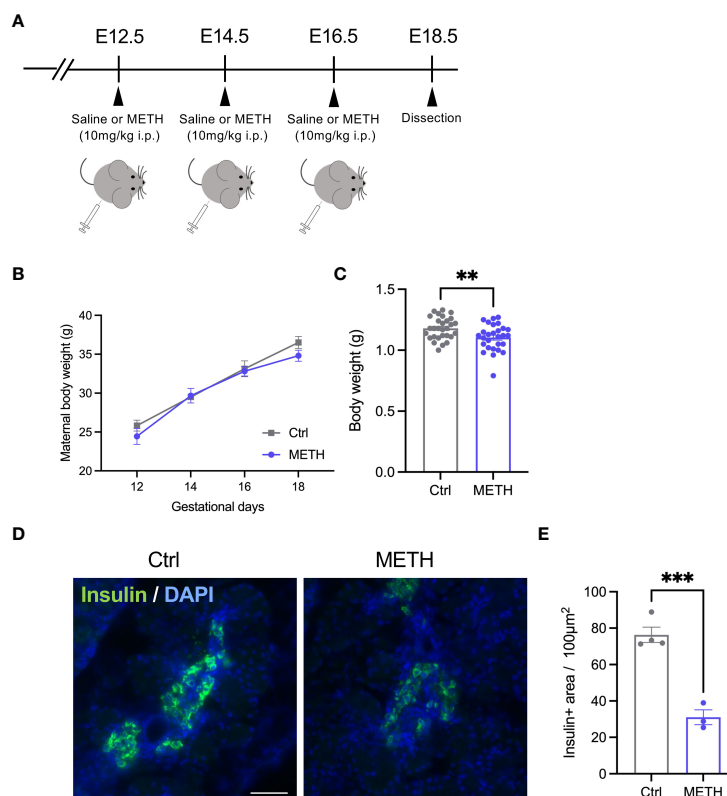 A
E12.5 E14.5 E16.5 E18.5
Saline or METH Saline or METH Saline or METH Dissection
(10mg/kg i.p.) (10mg/kg i.p.) (10mg/kg i.p.)
B
Maternal body weight (g)
40
35
30
25
20
Ctrl
METH
12 14 16 18
Gestational days
C
**
Body weight (g)
1.5
1.0
0.5
0.0
Ctrl METH
D
Ctrl METH
Insulin / DAPI
E
***
Insulin+ area / 100µm²
100
80
60
40
20
0
Ctrl METH